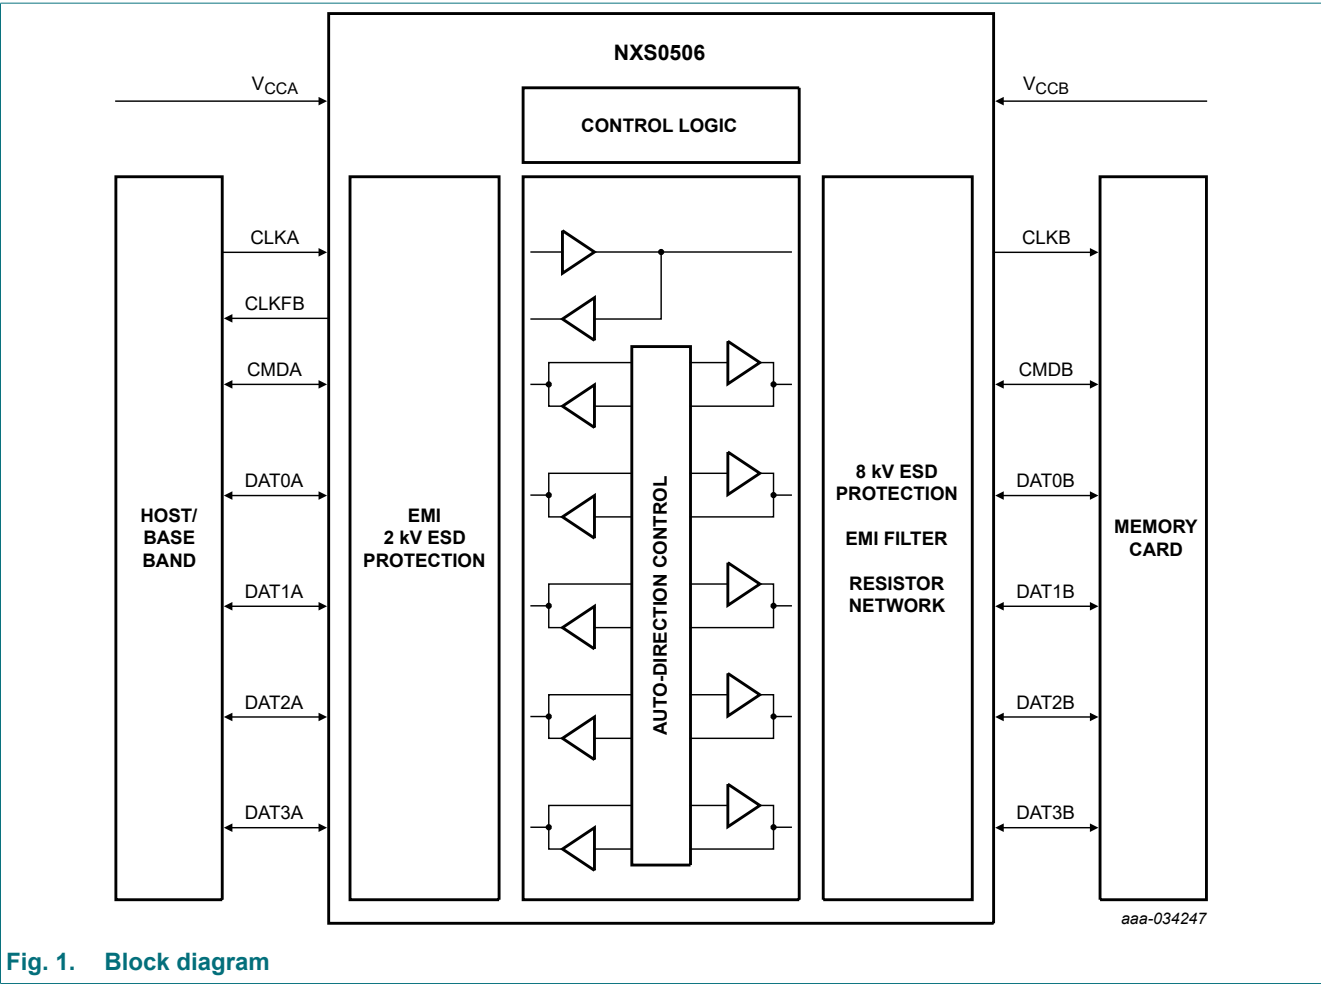 NXS0506
VCCA
VCCB
CONTROL LOGIC
CLKA
CLKB
CLKFB
CMDA
CMDB
DAT0A
DAT0B
DAT1A
DAT1B
DAT2A
DAT2B
DAT3A
DAT3B
HOST/
BASE
BAND
EMI
2 kV ESD
PROTECTION
AUTO-DIRECTION CONTROL
8 kV ESD
PROTECTION
EMI FILTER
RESISTOR
NETWORK
MEMORY
CARD
aaa-034247
Fig. 1. Block diagram